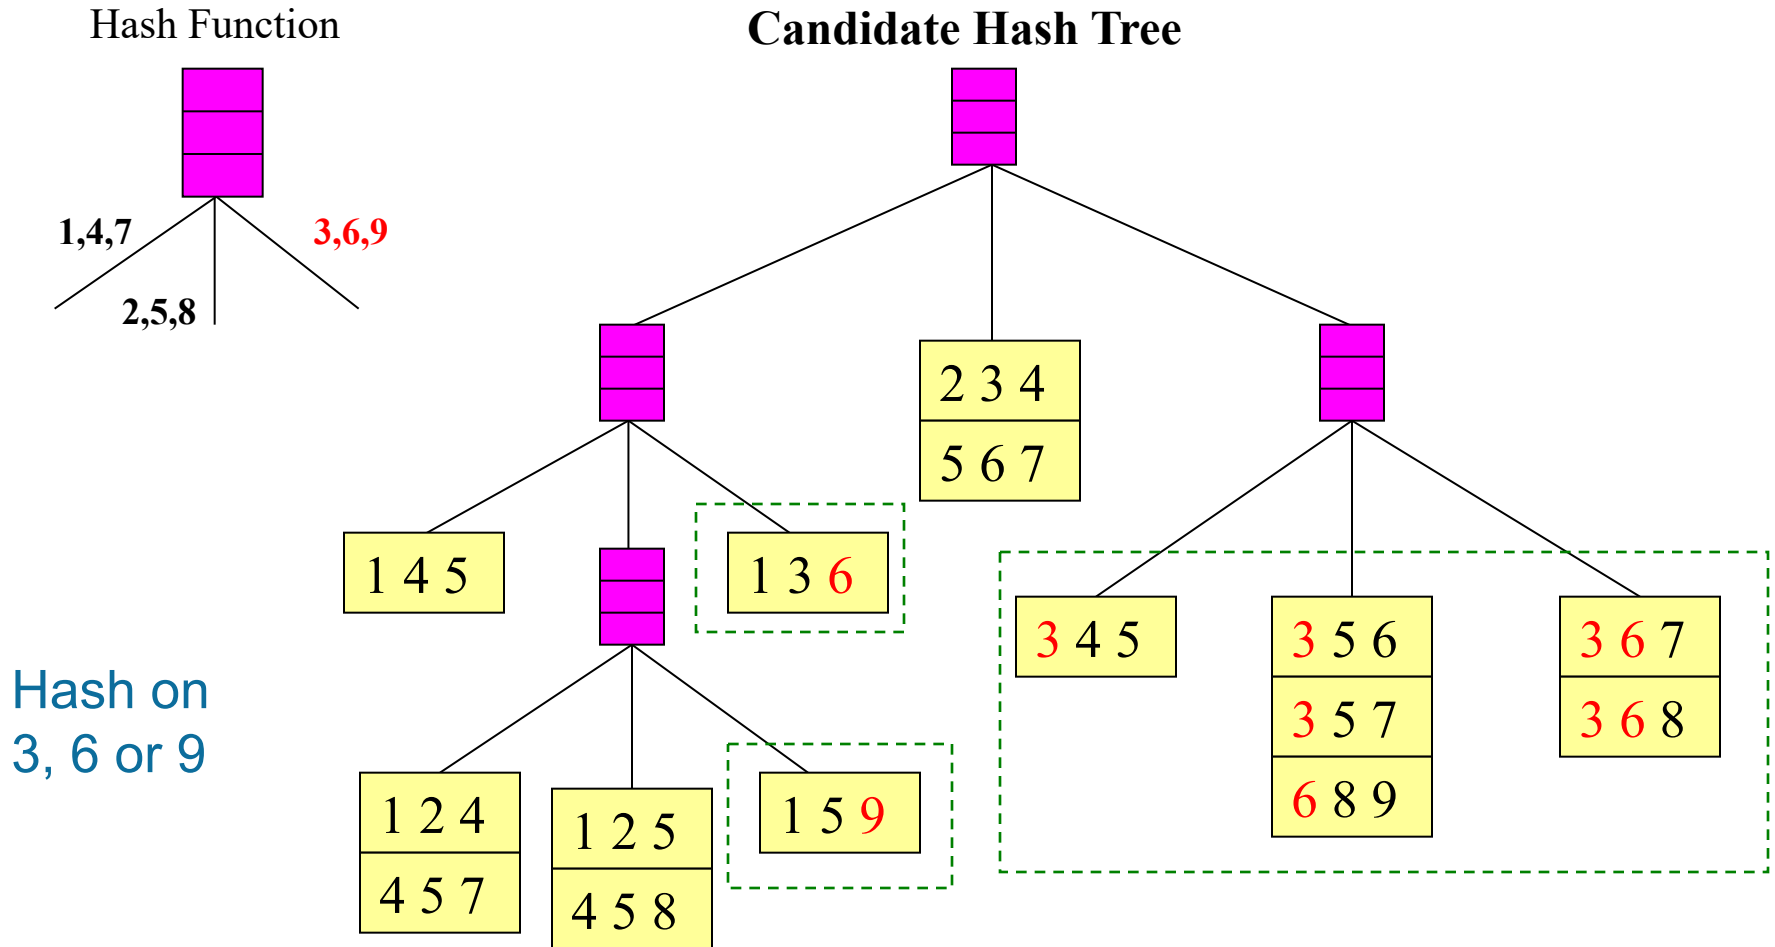 Hash Function
Candidate Hash Tree
1,4,7
3,6,9
2,5,8
2 3 4
5 6 7
1 4 5
1 3 6
3 4 5
3 5 6
3 6 7
3 5 7
3 6 8
6 8 9
Hash on
3, 6 or 9
1 2 4
1 2 5
1 5 9
4 5 7
4 5 8